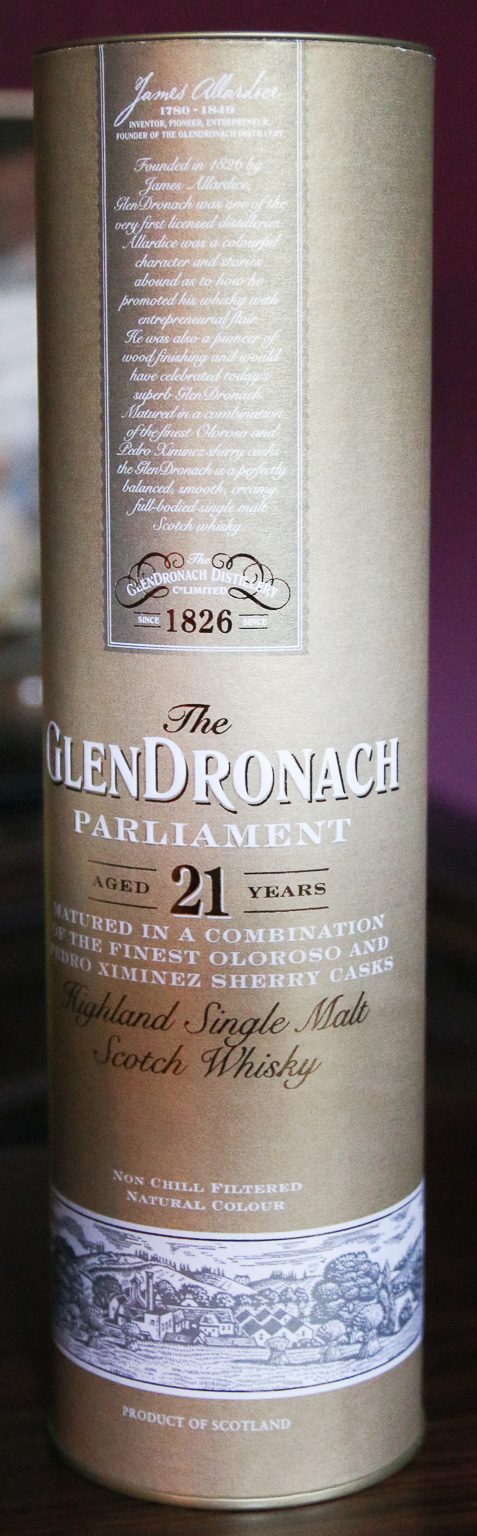 James Allardice
1780 - 1849
INVENTOR, PIONEER, ENTREPRENEUR,
FOUNDER OF THE GLENDRONACH DISTILLERY.
Founded in 1826 by
James Allardice,
GlenDronach was one of the
very first licensed distilleries.
Allardice was a colourful
character and stories
abound as to how he
promoted his whisky with
entrepreneurial flair.
He was also a pioneer of
wood finishing and would
have celebrated today's
superb GlenDronach.
Matured in a combination
of the finest Oloroso and
Pedro Ximinez sherry casks
the GlenDronach is a perfectly
balanced, smooth, creamy,
full-bodied single malt
Scotch whisky.
The
GLENDRONACH DISTILLERY
Cº LIMITED
SINCE 1826 SINCE
The
GLENDRONACH
PARLIAMENT
AGED 21 YEARS
MATURED IN A COMBINATION
OF THE FINEST OLOROSO AND
PEDRO XIMINEZ SHERRY CASKS
Highland Single Malt
Scotch Whisky
NON CHILL FILTERED
NATURAL COLOUR
PRODUCT OF SCOTLAND